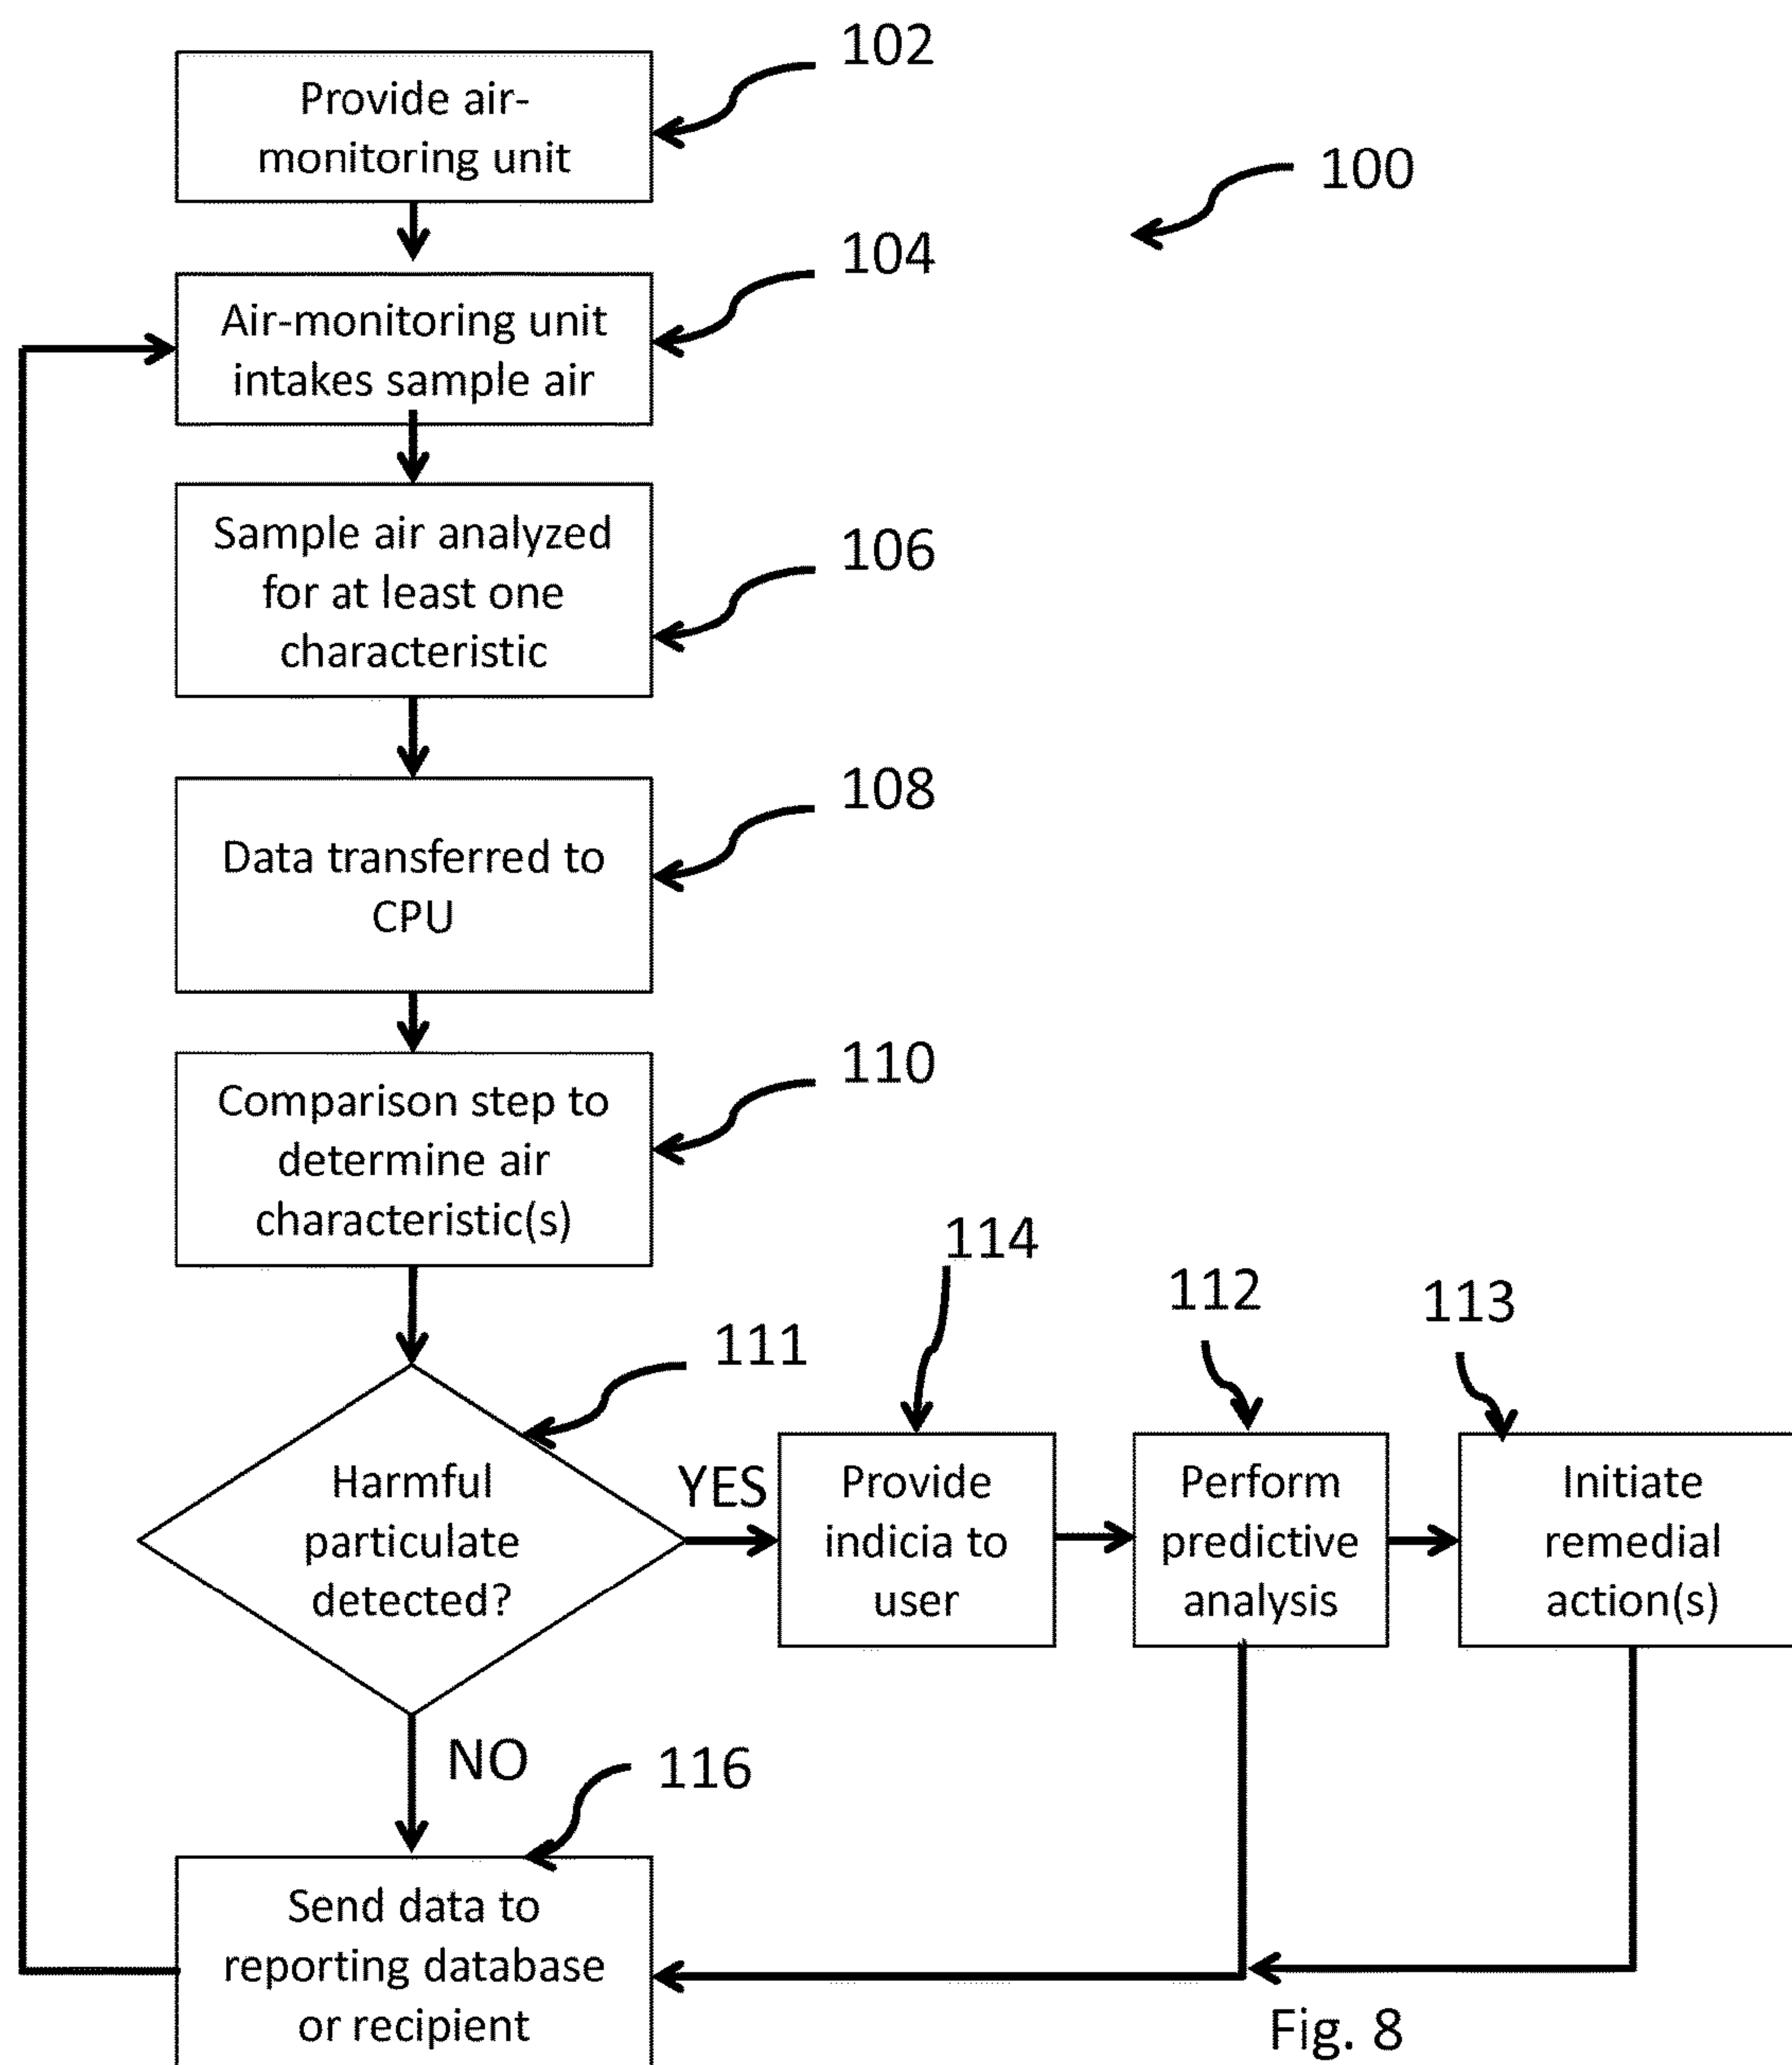 102
Provide air-
monitoring unit
100
104
Air-monitoring unit
intakes sample air
106
Sample air analyzed
for at least one
characteristic
108
Data transferred to
CPU
110
Comparison step to
determine air
characteristic(s)
111
Harmful
particulate
detected?
YES
114
Provide
indicia to
user
112
Perform
predictive
analysis
113
Initiate
remedial
action(s)
NO
116
Send data to
reporting database
or recipient
Fig. 8